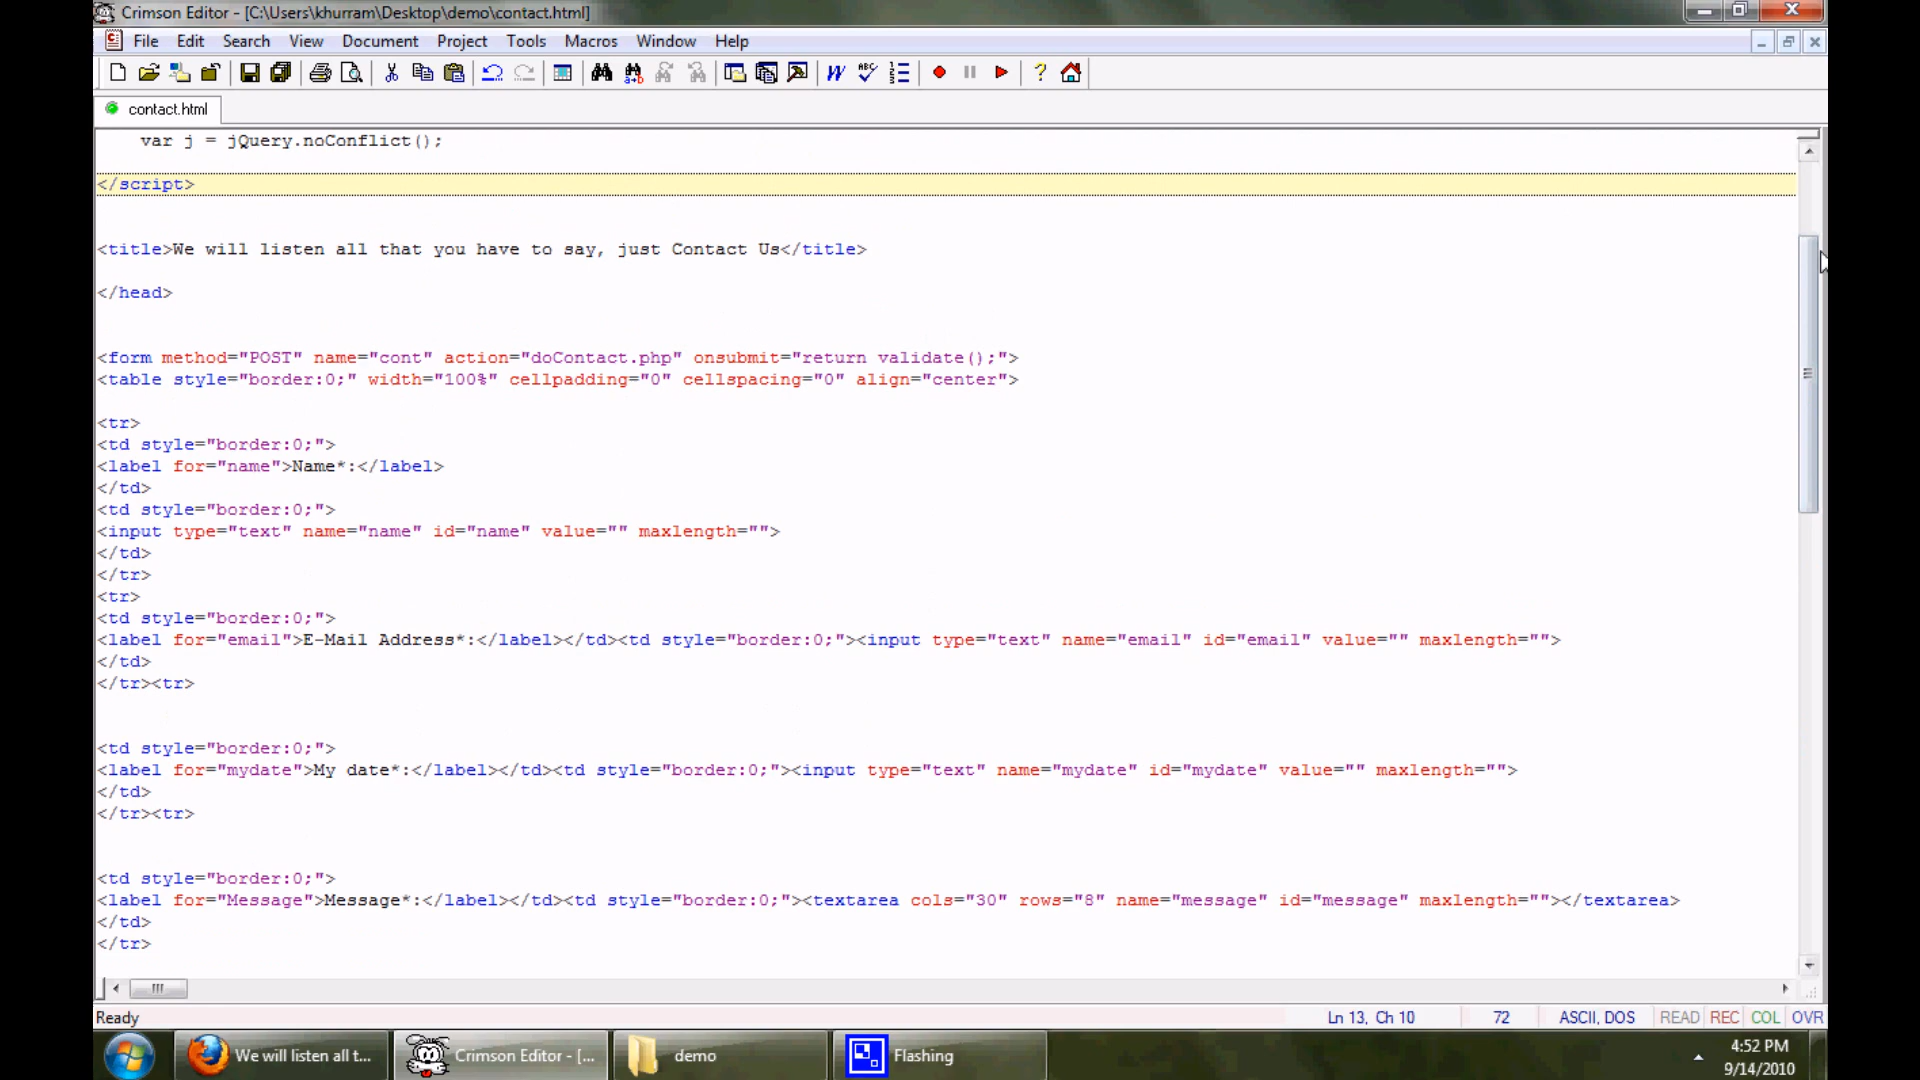 Crimson Editor - [C:\Users\khurram\Desktop\demo\contact.html]
File Edit Search View Document Project Tools Macros Window Help
contact.html
var j = jQuery.noConflict();
</script>
<title>We will listen all that you have to say, just Contact Us</title>
</head>
<form method="POST" name="cont" action="doContact.php" onsubmit="return validate();">
<table style="border:0;" width="100%" cellpadding="0" cellspacing="0" align="center">
<tr>
<td style="border:0;">
<label for="name">Name*:</label>
</td>
<td style="border:0;">
<input type="text" name="name" id="name" value="" maxlength="">
</td>
</tr>
<tr>
<td style="border:0;">
<label for="email">E-Mail Address*:</label></td><td style="border:0;"><input type="text" name="email" id="email" value="" maxlength="">
</td>
</tr><tr>
<td style="border:0;">
<label for="mydate">My date*:</label></td><td style="border:0;"><input type="text" name="mydate" id="mydate" value="" maxlength="">
</td>
</tr><tr>
<td style="border:0;">
<label for="Message">Message*:</label></td><td style="border:0;"><textarea cols="30" rows="8" name="message" id="message" maxlength=""></textarea>
</td>
</tr>
Ready Ln 13, Ch 10 72 ASCII, DOS READ REC COL OVR
We will listen all t... Crimson Editor - [... demo Flashing
4:52 PM
9/14/2010